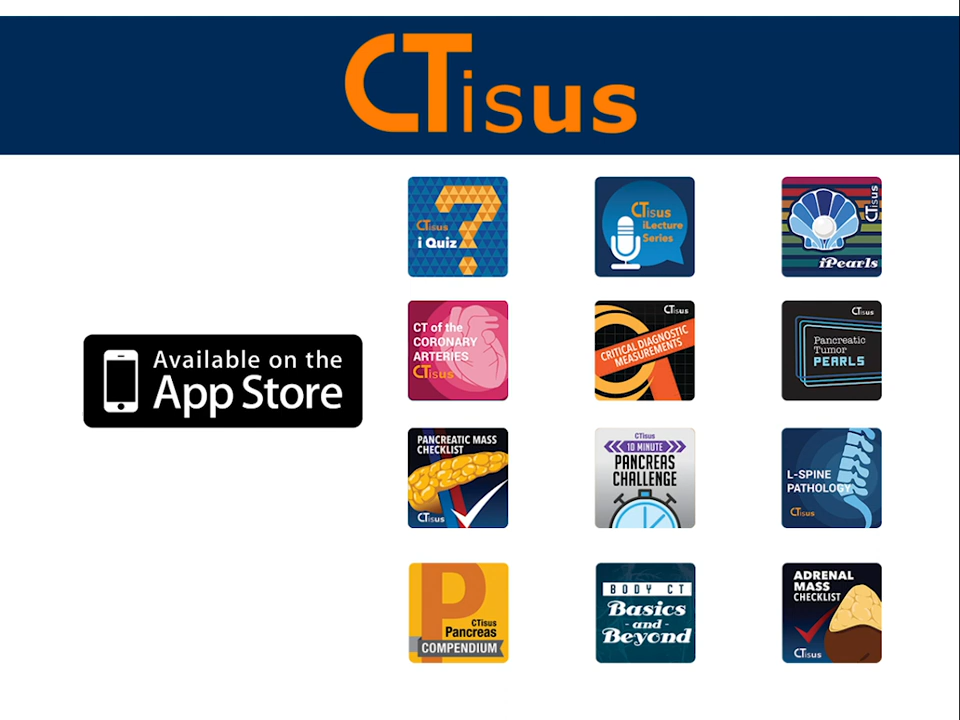 CTisus
CTisus
i Quiz
CTisus
iLecture
Series
CTisus
iPearls
Available on the
App Store
CT of the
CORONARY
ARTERIES
CTisus
CTisus
CRITICAL DIAGNOSTIC
MEASUREMENTS
CTisus
Pancreatic
Tumor
PEARLS
PANCREATIC MASS
CHECKLIST
CTisus
CTisus
10 MINUTE
PANCREAS
CHALLENGE
L-SPINE
PATHOLOGY
CTisus
P
CTisus
Pancreas
COMPENDIUM
BODY CT
Basics
- and -
Beyond
ADRENAL
MASS
CHECKLIST
CTisus